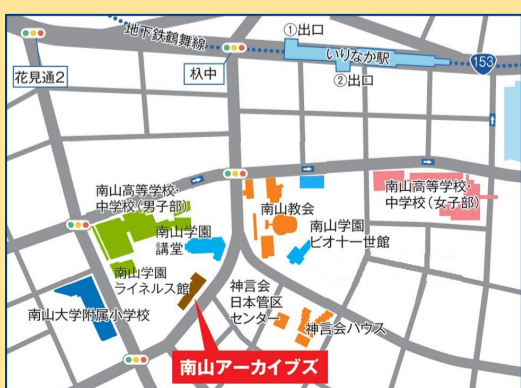 地下鉄鶴舞線
①出口
いりなか駅
153
②出口
花見通2
杁中
南山高等学校・
中学校(男子部)
南山教会
南山高等学校・
中学校(女子部)
南山学園
講堂
南山学園
ピオ十一世館
南山学園
ライネルス館
神言会
日本管区
センター
南山大学附属小学校
神言会ハウス
南山アーカイブズ